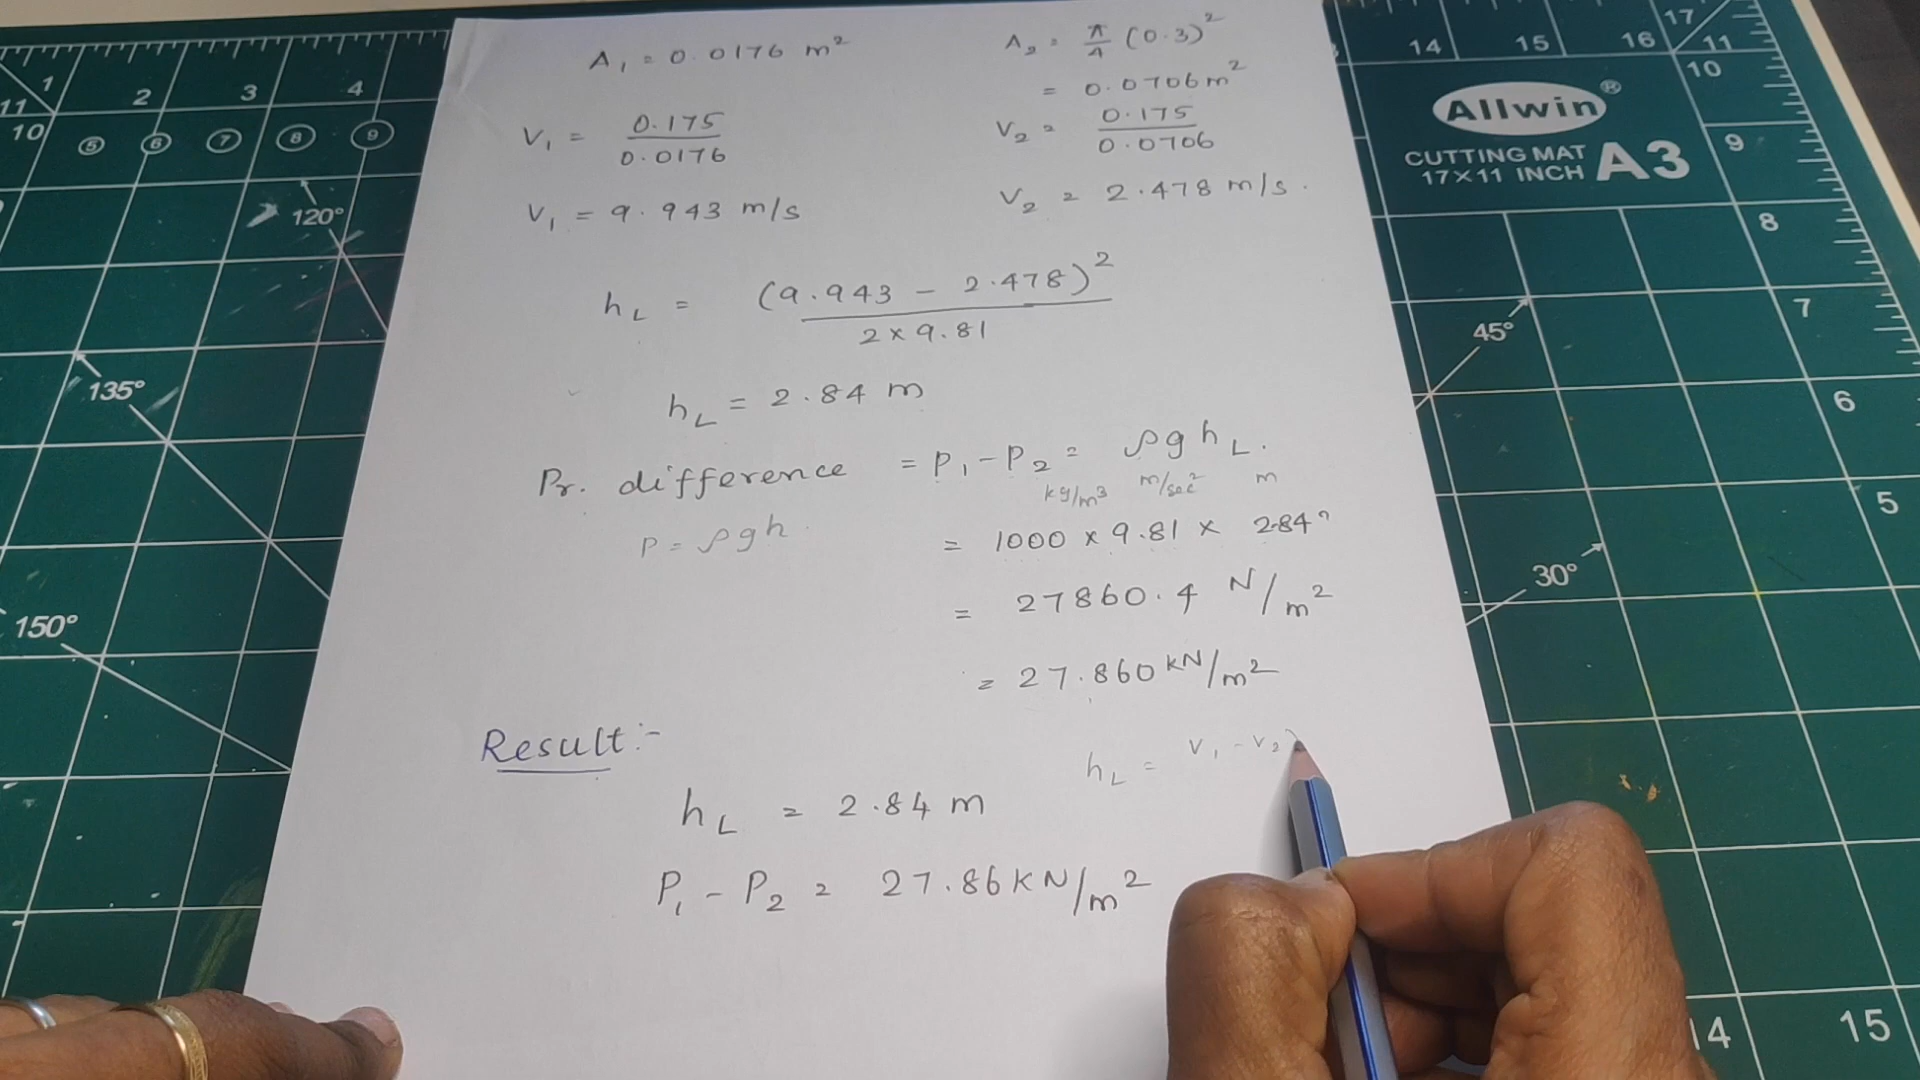 A₁ = 0.0176 m²
A₂ = π/4 (0.3)²
= 0.0706 m²
V₁ = 0.175 / 0.0176
V₂ = 0.175 / 0.0706
V₁ = 9.943 m/s
V₂ = 2.478 m/s.
h_L = (9.943 - 2.478)² / 2 × 9.81
h_L = 2.84 m
Pr. difference = P₁ - P₂ = ρ g h_L.
kg/m³ m/sec² m
P = ρgh
= 1000 × 9.81 × 2.84
= 27860.4 N/m²
= 27.860 kN/m²
Result :-
h_L = V₁ - V₂)
h_L = 2.84 m
P₁ - P₂ = 27.86 KN/m²
Allwin®
CUTTING MAT A3
17×11 INCH
1 2 3 4
11
10
5 6 7 8 9
120°
135°
150°
14 15 16 17
11
10
9
8
7
6
5
45°
30°
14 15